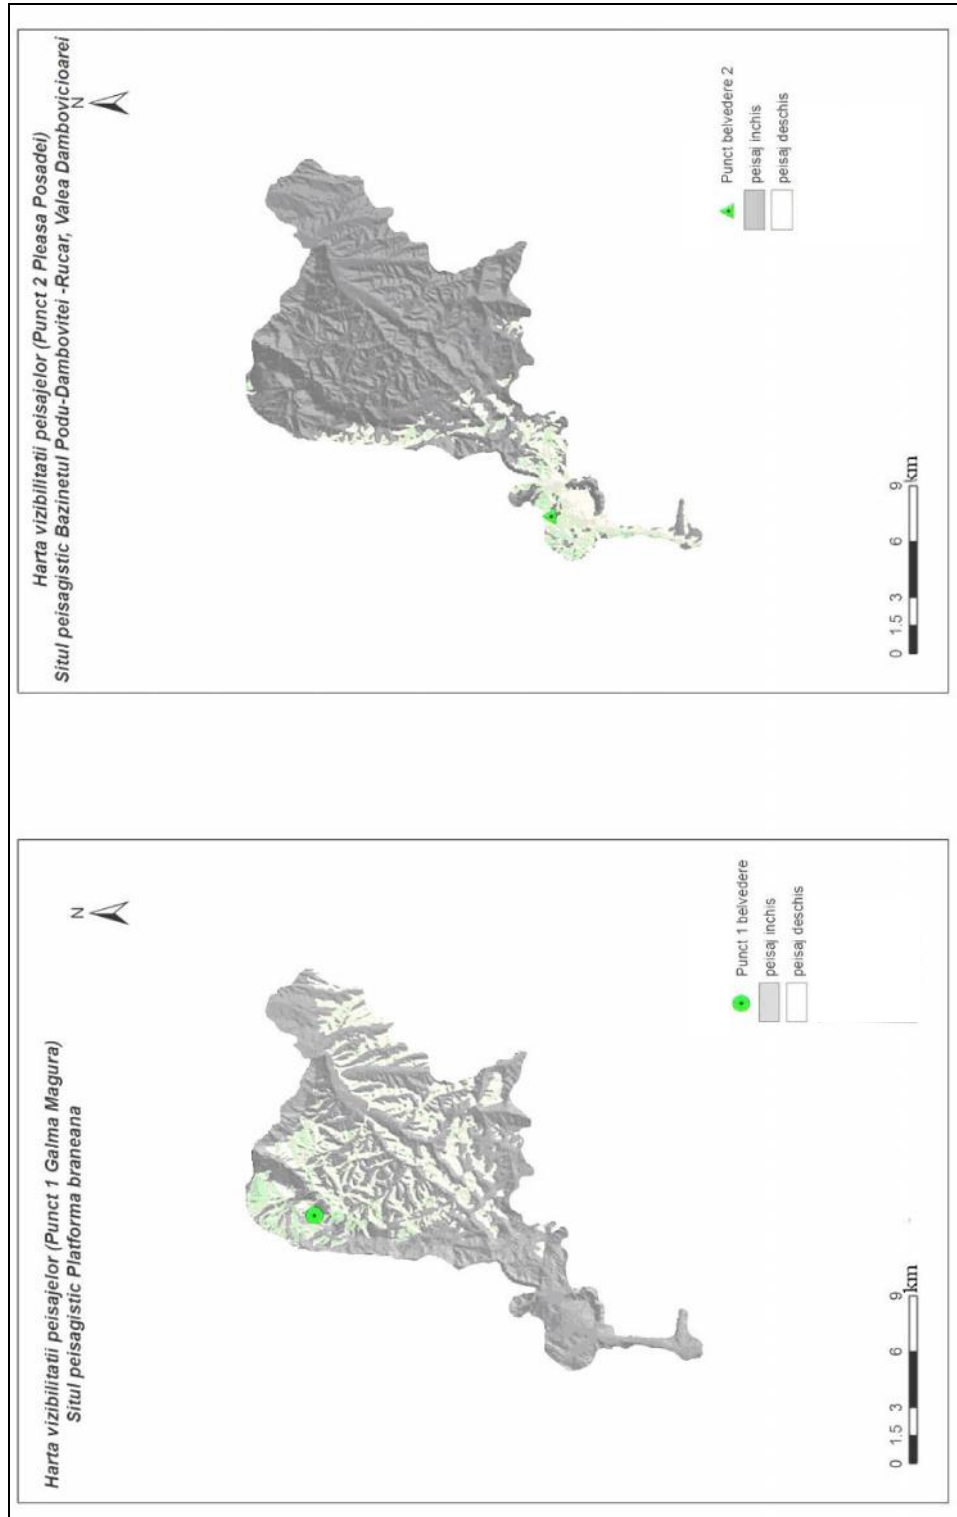 Harta vizibilitatii peisajelor (Punct 1 Galma Magura)
Situl peisagistic Platforma braneana
N
Punct 1 belvedere
peisaj inchis
peisaj deschis
0 1.5 3 6 9
km
Harta vizibilitatii peisajelor (Punct 2 Pleasa Posadei)
Situl peisagistic Bazinetul Podu-Dambovitei -Rucar, Valea Dambovicioarei
N
Punct belvedere 2
peisaj inchis
peisaj deschis
0 1.5 3 6 9
km